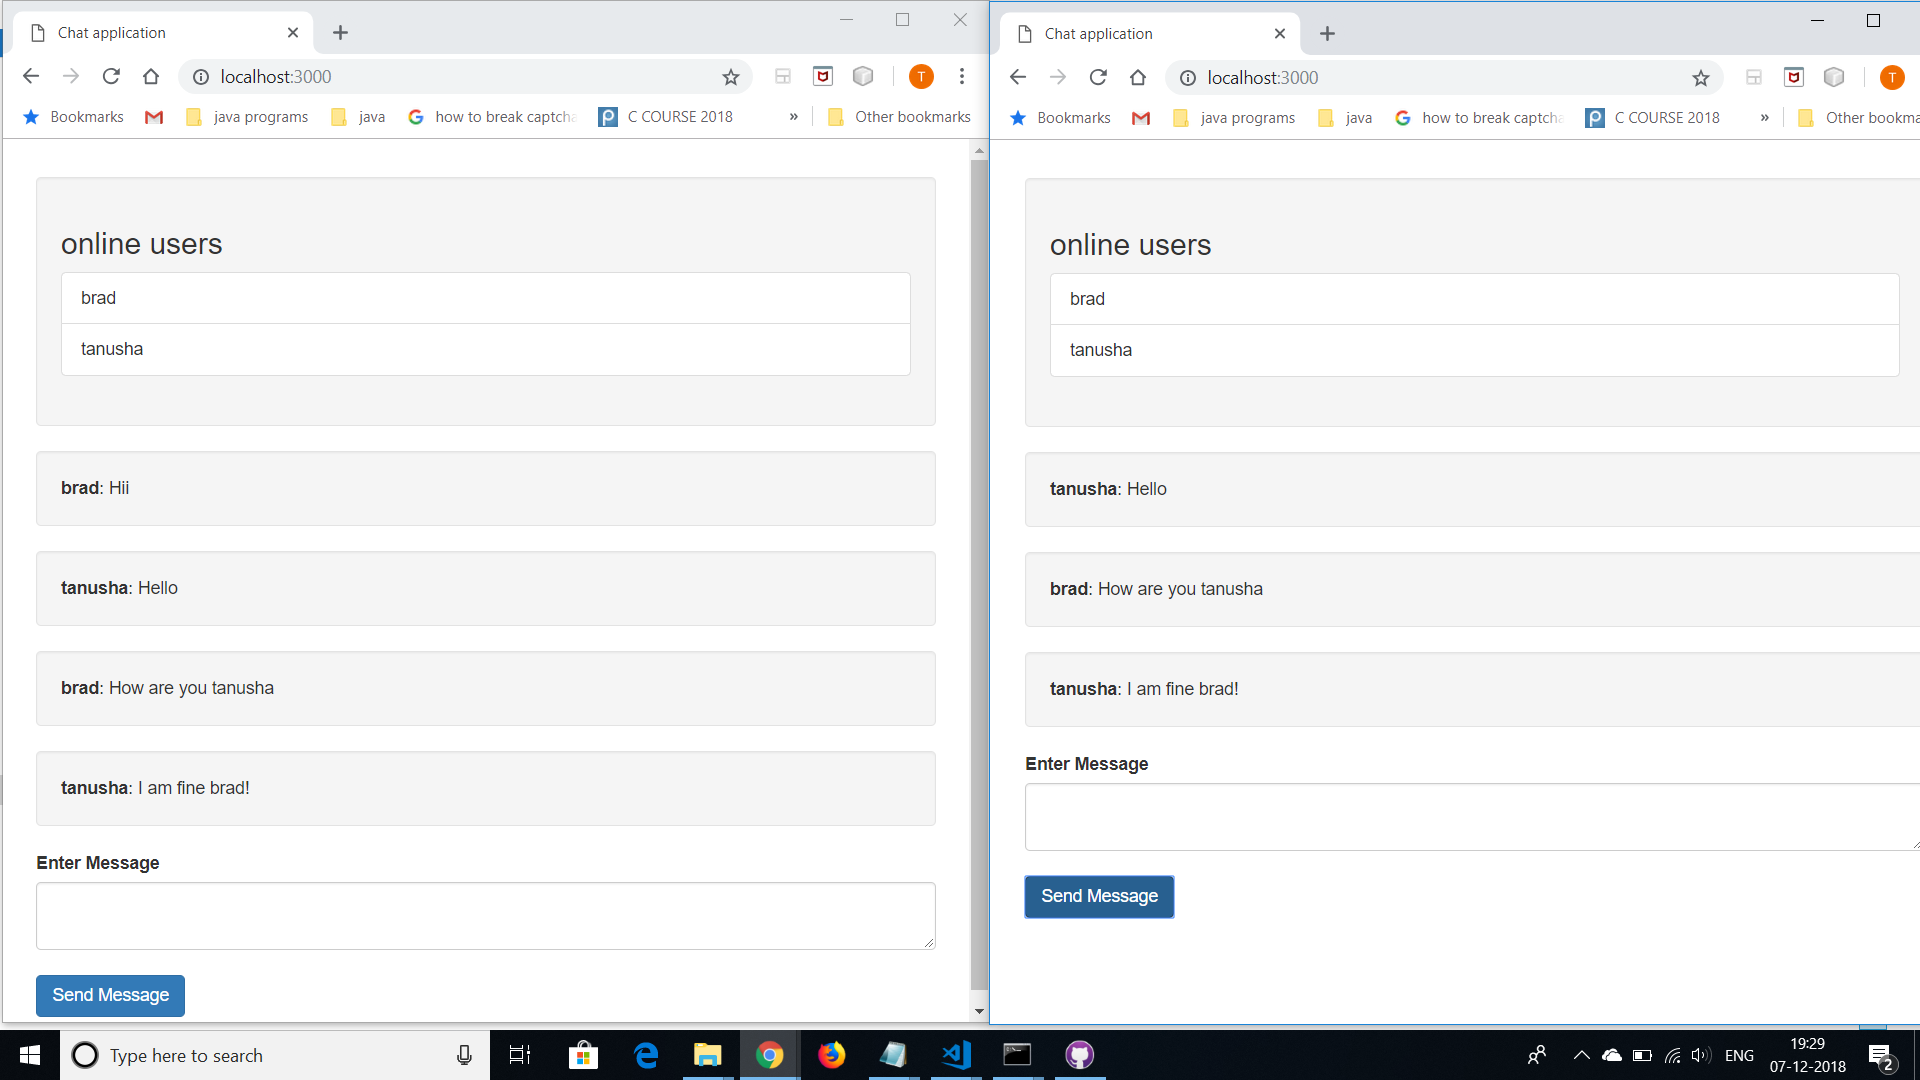 Chat application
localhost:3000
T
Bookmarks
java programs
java
how to break captcha
C COURSE 2018
»
Other bookmarks
online users
brad
tanusha
brad: Hii
tanusha: Hello
brad: How are you tanusha
tanusha: I am fine brad!
Enter Message
Send Message
Chat application
localhost:3000
T
Bookmarks
java programs
java
how to break captcha
C COURSE 2018
»
Other bookma
online users
brad
tanusha
tanusha: Hello
brad: How are you tanusha
tanusha: I am fine brad!
Enter Message
Send Message
Type here to search
ENG
19:29
07-12-2018
2